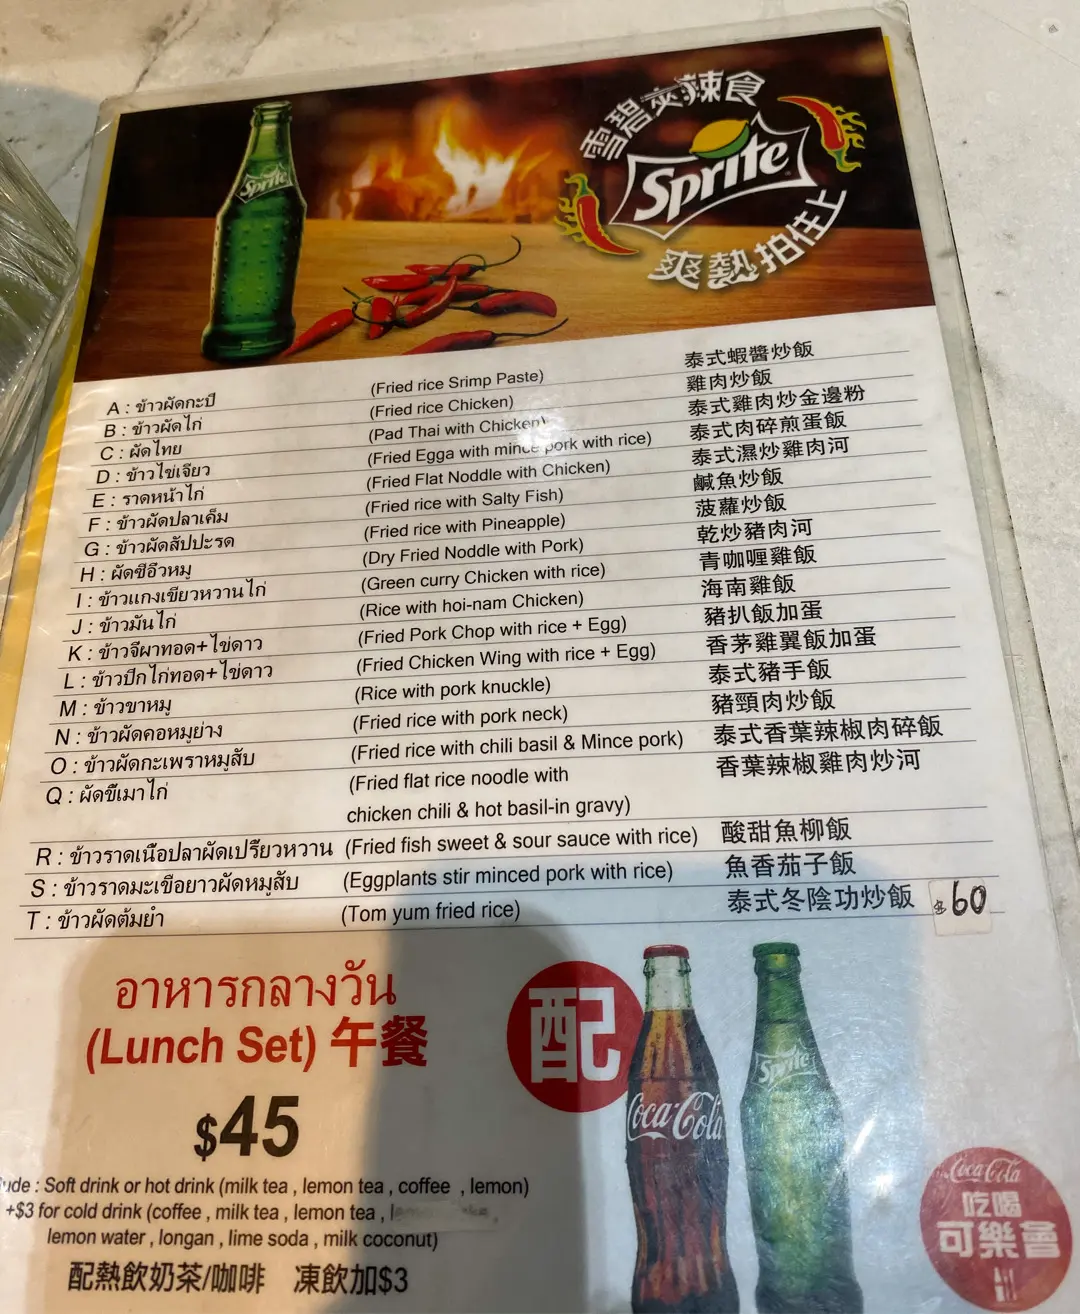 雪碧夾辣食
Sprite
Sprite
爽熱拍住上
A : ข้าวผัดกะปิ (Fried rice Srimp Paste) 泰式蝦醬炒飯
B : ข้าวผัดไก่ (Fried rice Chicken) 雞肉炒飯
C : ผัดไทย (Pad Thai with Chicken) 泰式雞肉炒金邊粉
D : ข้าวไข่เจียว (Fried Egga with mince pork with rice) 泰式肉碎煎蛋飯
E : ราดหน้าไก่ (Fried Flat Noddle with Chicken) 泰式濕炒雞肉河
F : ข้าวผัดปลาเค็ม (Fried rice with Salty Fish) 鹹魚炒飯
G : ข้าวผัดสัปปะรด (Fried rice with Pineapple) 菠蘿炒飯
H : ผัดซีอิ๊วหมู (Dry Fried Noddle with Pork) 乾炒豬肉河
I : ข้าวแกงเขียวหวานไก่ (Green curry Chicken with rice) 青咖喱雞飯
J : ข้าวมันไก่ (Rice with hoi-nam Chicken) 海南雞飯
K : ข้าวจี๊ผาทอด+ไข่ดาว (Fried Pork Chop with rice + Egg) 豬扒飯加蛋
L : ข้าวปีกไก่ทอด+ไข่ดาว (Fried Chicken Wing with rice + Egg) 香茅雞翼飯加蛋
M : ข้าวขาหมู (Rice with pork knuckle) 泰式豬手飯
N : ข้าวผัดคอหมูย่าง (Fried rice with pork neck) 豬頸肉炒飯
O : ข้าวผัดกะเพราหมูสับ (Fried rice with chili basil & Mince pork) 泰式香葉辣椒肉碎飯
Q : ผัดขี้เมาไก่ (Fried flat rice noodle with 香葉辣椒雞肉炒河
chicken chili & hot basil-in gravy)
R : ข้าวราดเนื้อปลาผัดเปรี้ยวหวาน (Fried fish sweet & sour sauce with rice) 酸甜魚柳飯
S : ข้าวราดมะเขือยาวผัดหมูสับ (Eggplants stir minced pork with rice) 魚香茄子飯
T : ข้าวผัดต้มยำ (Tom yum fried rice) 泰式冬陰功炒飯 $60
อาหารกลางวัน
(Lunch Set) 午餐
$45
配
Coca-Cola
Sprite
ude : Soft drink or hot drink (milk tea , lemon tea , coffee , lemon)
+$3 for cold drink (coffee , milk tea , lemon tea ,
lemon water , longan , lime soda , milk coconut)
配熱飲奶茶/咖啡 凍飲加$3
Coca-Cola
吃喝
可樂會